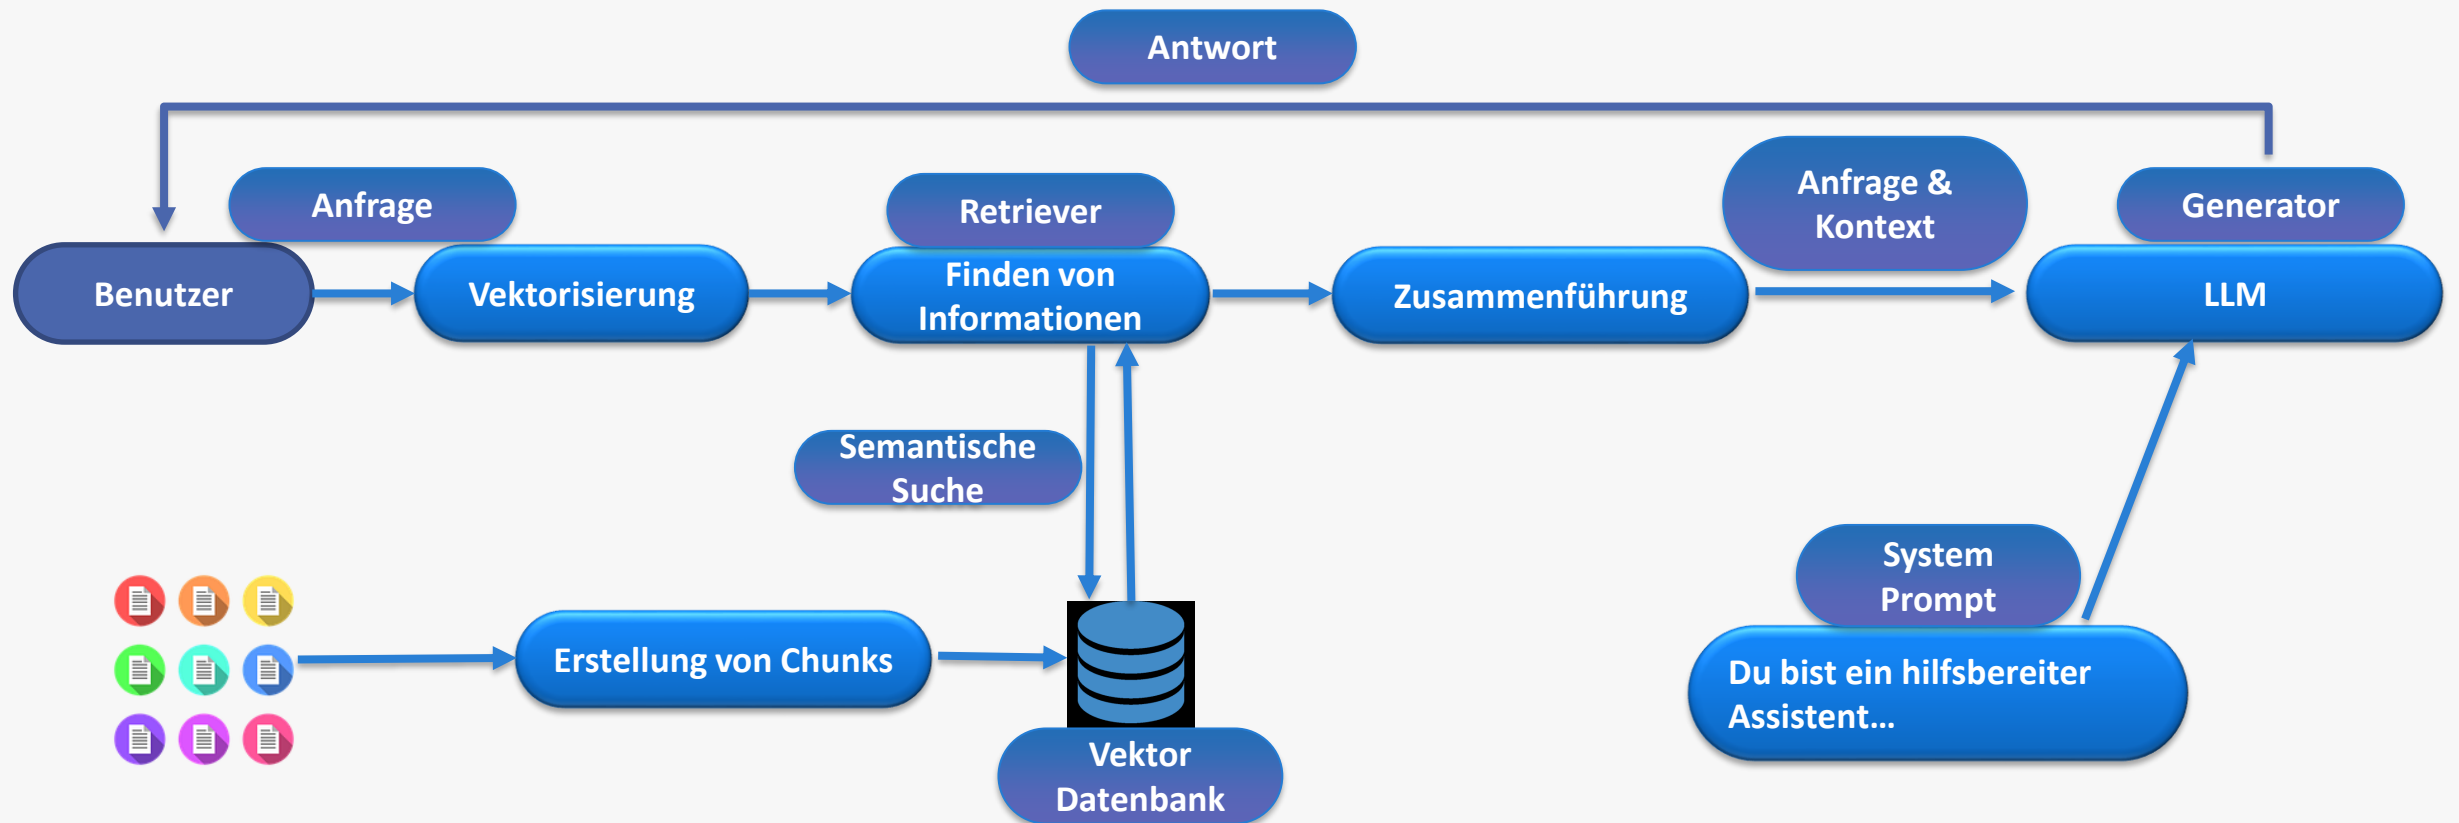 Antwort
Anfrage
Retriever
Anfrage &
Kontext
Generator
Benutzer
Vektorisierung
Finden von
Informationen
Zusammenführung
LLM
Semantische
Suche
System
Prompt
Erstellung von Chunks
Du bist ein hilfsbereiter
Assistent...
Vektor
Datenbank